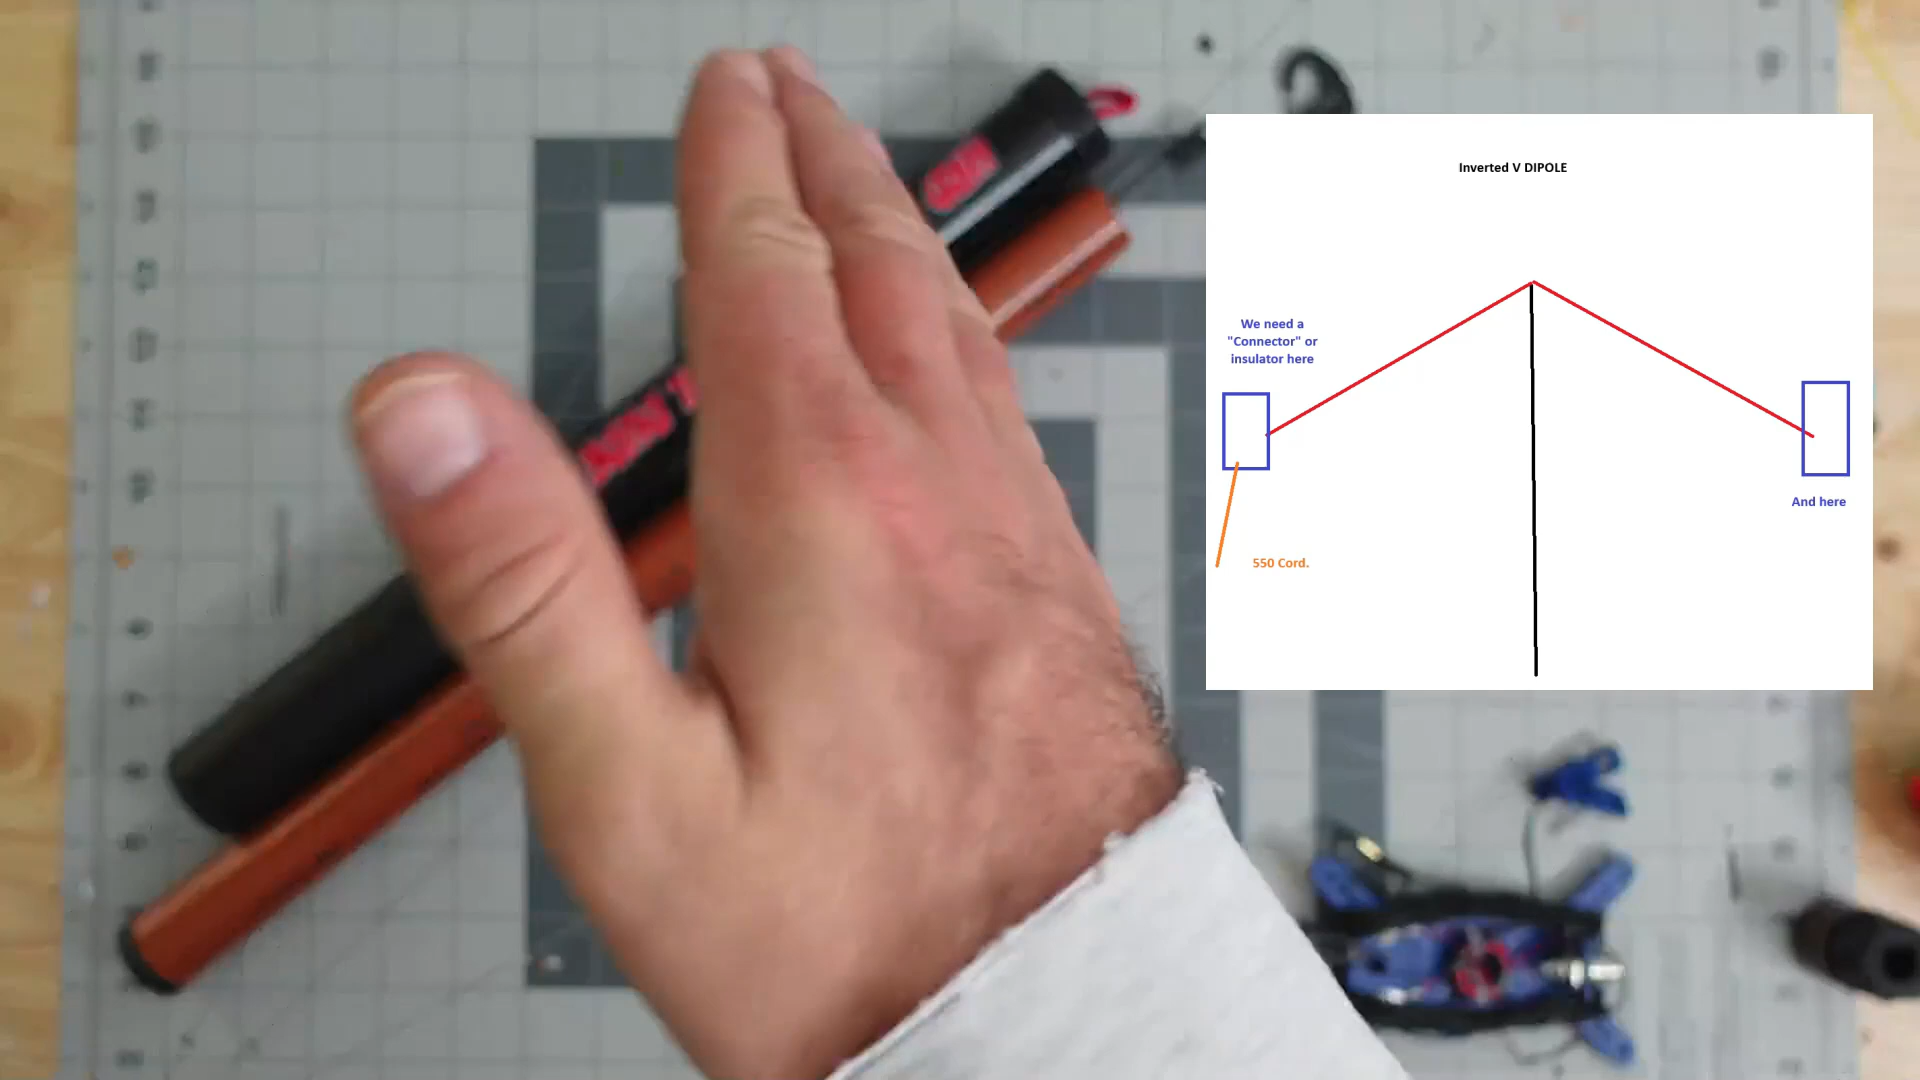 Inverted V DIPOLE
We need a
"Connector" or
insulator here
And here
550 Cord.